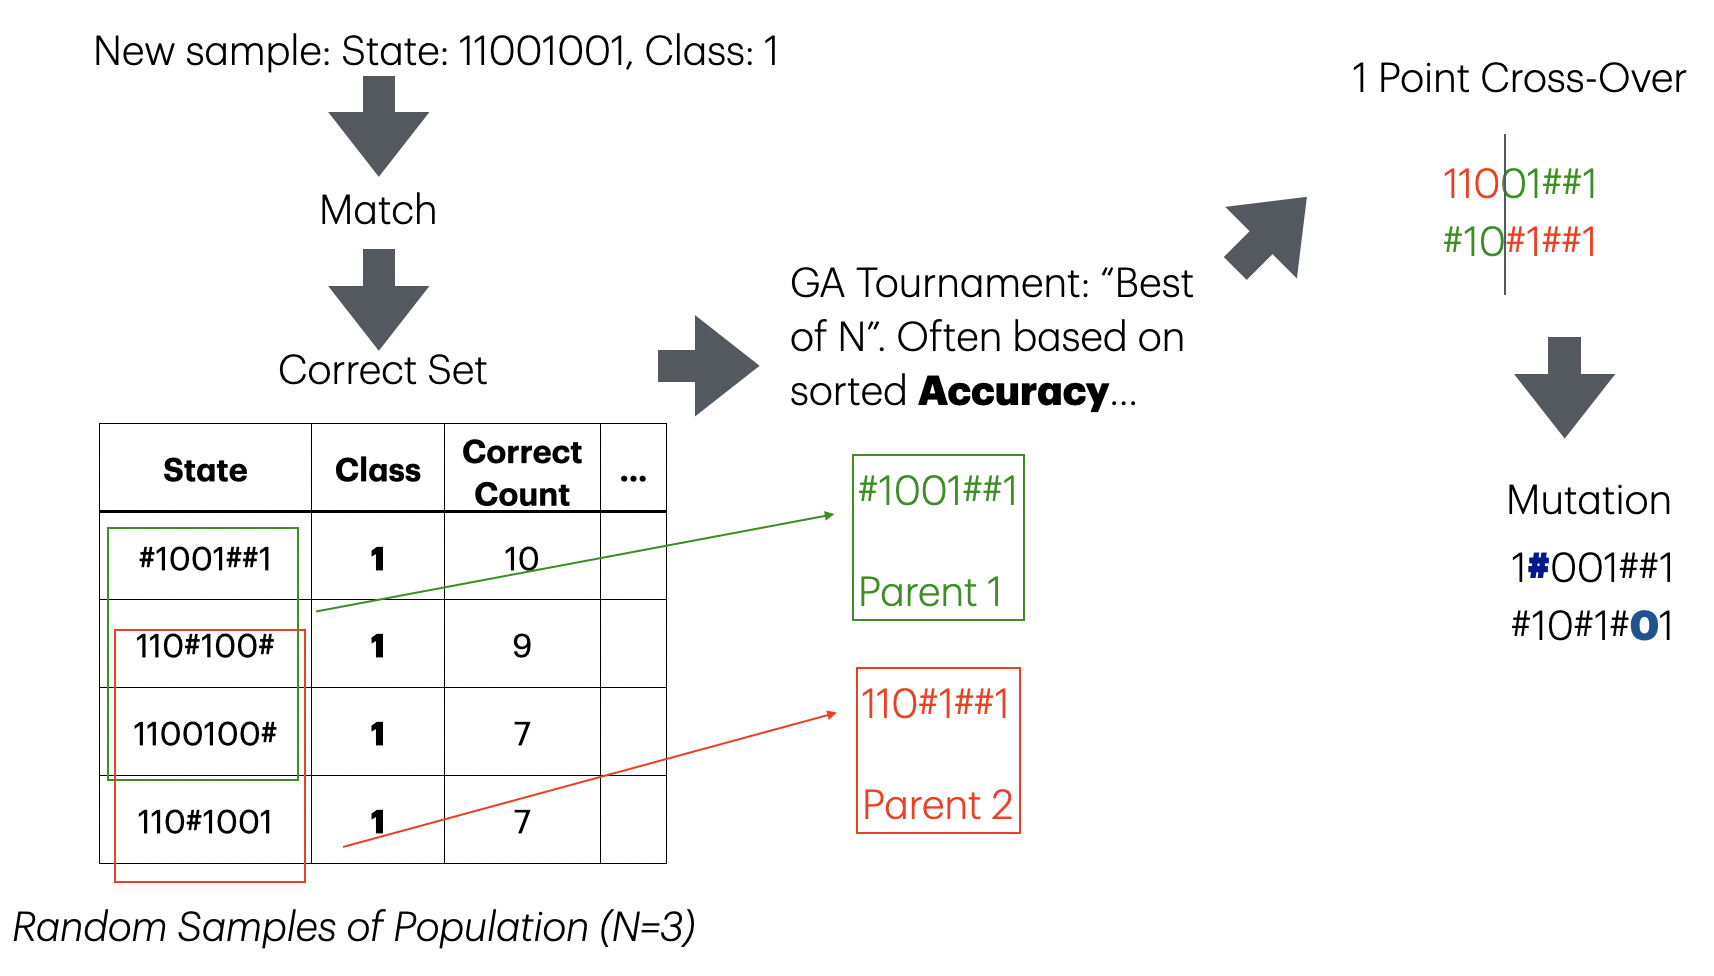 New sample: State: 11001001, Class: 1
Match
Correct Set
State Class Correct Count ...
#1001##1 1 10
110#100# 1 9
1100100# 1 7
110#1001 1 7
Random Samples of Population (N=3)
GA Tournament: “Best
of N”. Often based on
sorted Accuracy...
#1001##1
Parent 1
110#1##1
Parent 2
1 Point Cross-Over
11001##1
#10#1##1
Mutation
1#001##1
#10#1#01